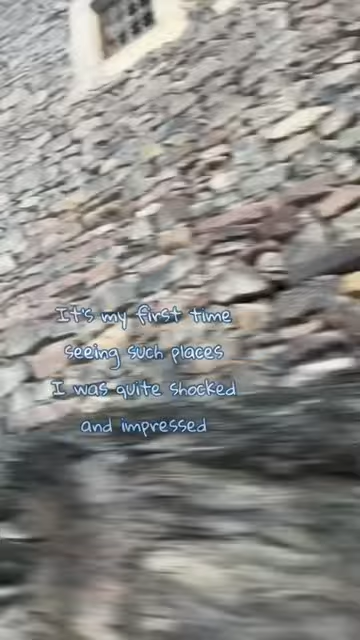 It's my first time
seeing such places
I was quite shocked
and impressed